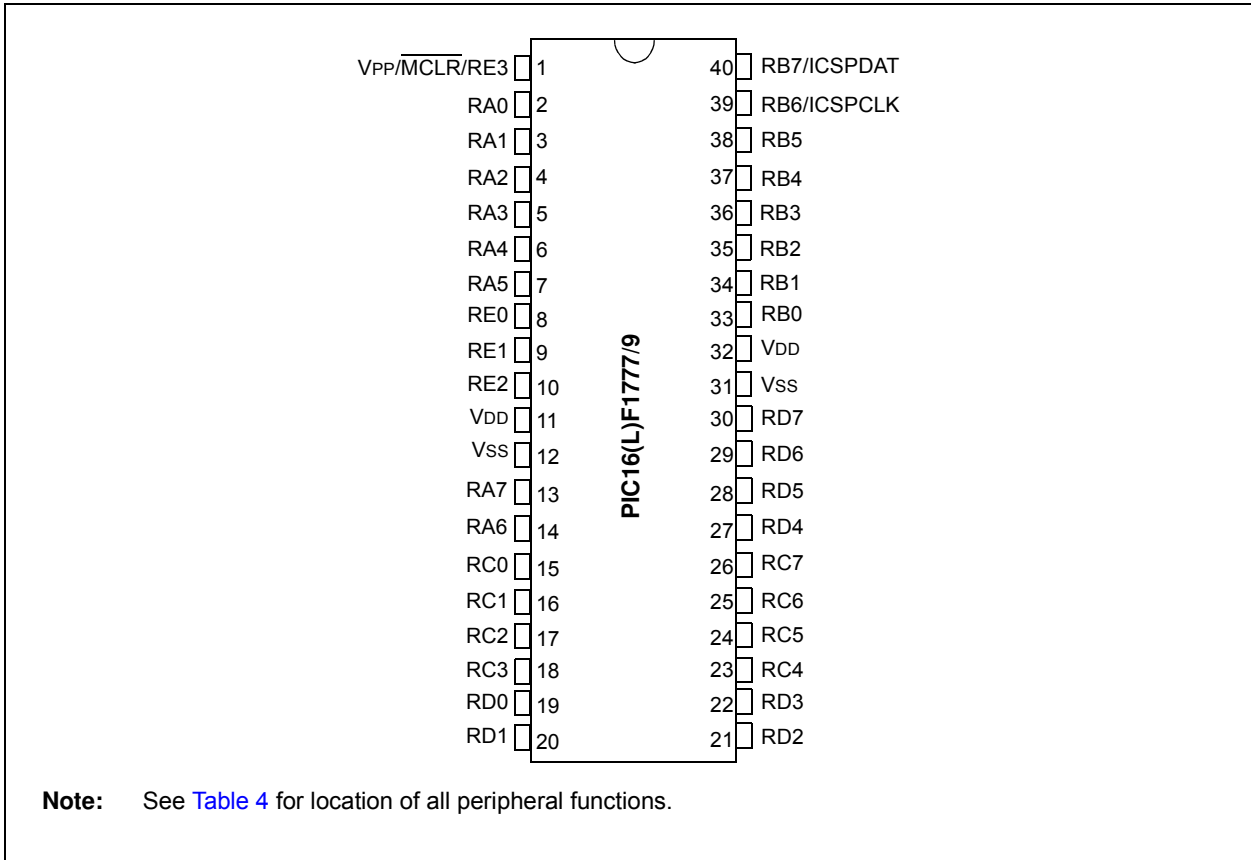 VPP/MCLR/RE3 1
RA0 2
RA1 3
RA2 4
RA3 5
RA4 6
RA5 7
RE0 8
RE1 9
RE2 10
VDD 11
VSS 12
RA7 13
RA6 14
RC0 15
RC1 16
RC2 17
RC3 18
RD0 19
RD1 20
PIC16(L)F1777/9
40 RB7/ICSPDAT
39 RB6/ICSPCLK
38 RB5
37 RB4
36 RB3
35 RB2
34 RB1
33 RB0
32 VDD
31 VSS
30 RD7
29 RD6
28 RD5
27 RD4
26 RC7
25 RC6
24 RC5
23 RC4
22 RD3
21 RD2
Note: See Table 4 for location of all peripheral functions.